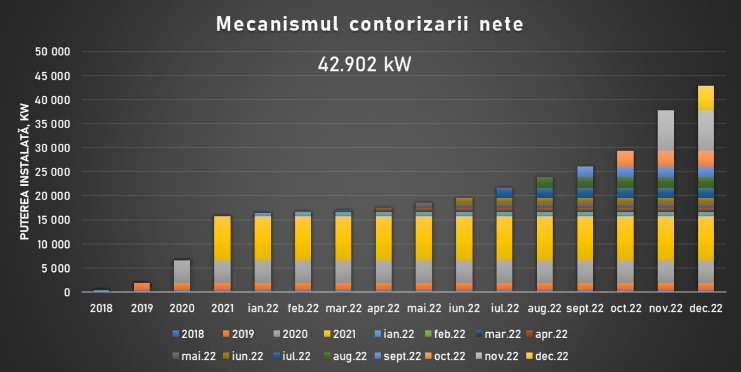 Mecanismul contorizarii nete
42.902 kW
PUTEREA INSTALATĂ, KW
50 000
45 000
40 000
35 000
30 000
25 000
20 000
15 000
10 000
5 000
0
2018 2019 2020 2021 ian.22 feb.22 mar.22 apr.22 mai.22 iun.22 iul.22 aug.22 sept.22 oct.22 nov.22 dec.22
2018 2019 2020 2021 ian.22 feb.22 mar.22 apr.22
mai.22 iun.22 iul.22 aug.22 sept.22 oct.22 nov.22 dec.22